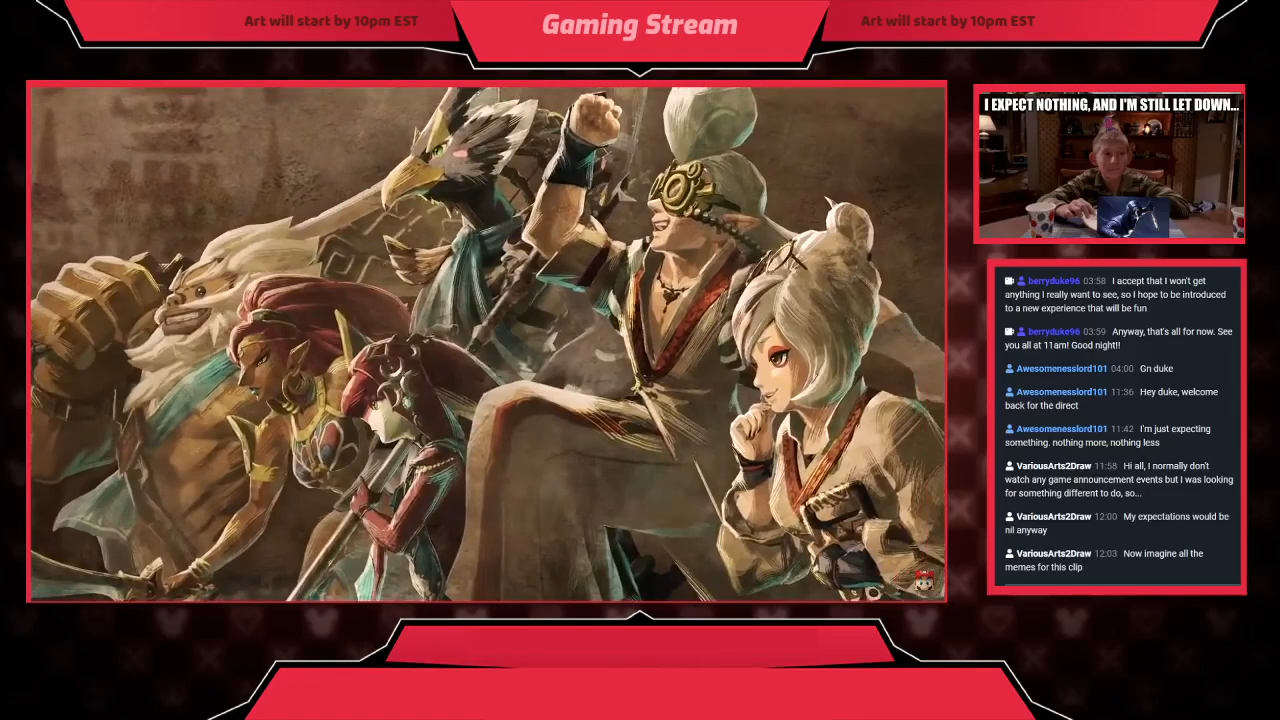 Art will start by 10pm EST
Gaming Stream
Art will start by 10pm EST
I EXPECT NOTHING, AND I'M STILL LET DOWN...
berryduke96 03:58 I accept that I won't get
anything I really want to see, so I hope to be introduced
to a new experience that will be fun
berryduke96 03:59 Anyway, that's all for now. See
you all at 11am! Good night!!
Awesomenesslord101 04:00 Gn duke
Awesomenesslord101 11:36 Hey duke, welcome
back for the direct
Awesomenesslord101 11:42 I'm just expecting
something. nothing more, nothing less
VariousArts2Draw 11:58 Hi all, I normally don't
watch any game announcement events but I was looking
for something different to do, so...
VariousArts2Draw 12:00 My expectations would be
nil anyway
VariousArts2Draw 12:03 Now imagine all the
memes for this clip